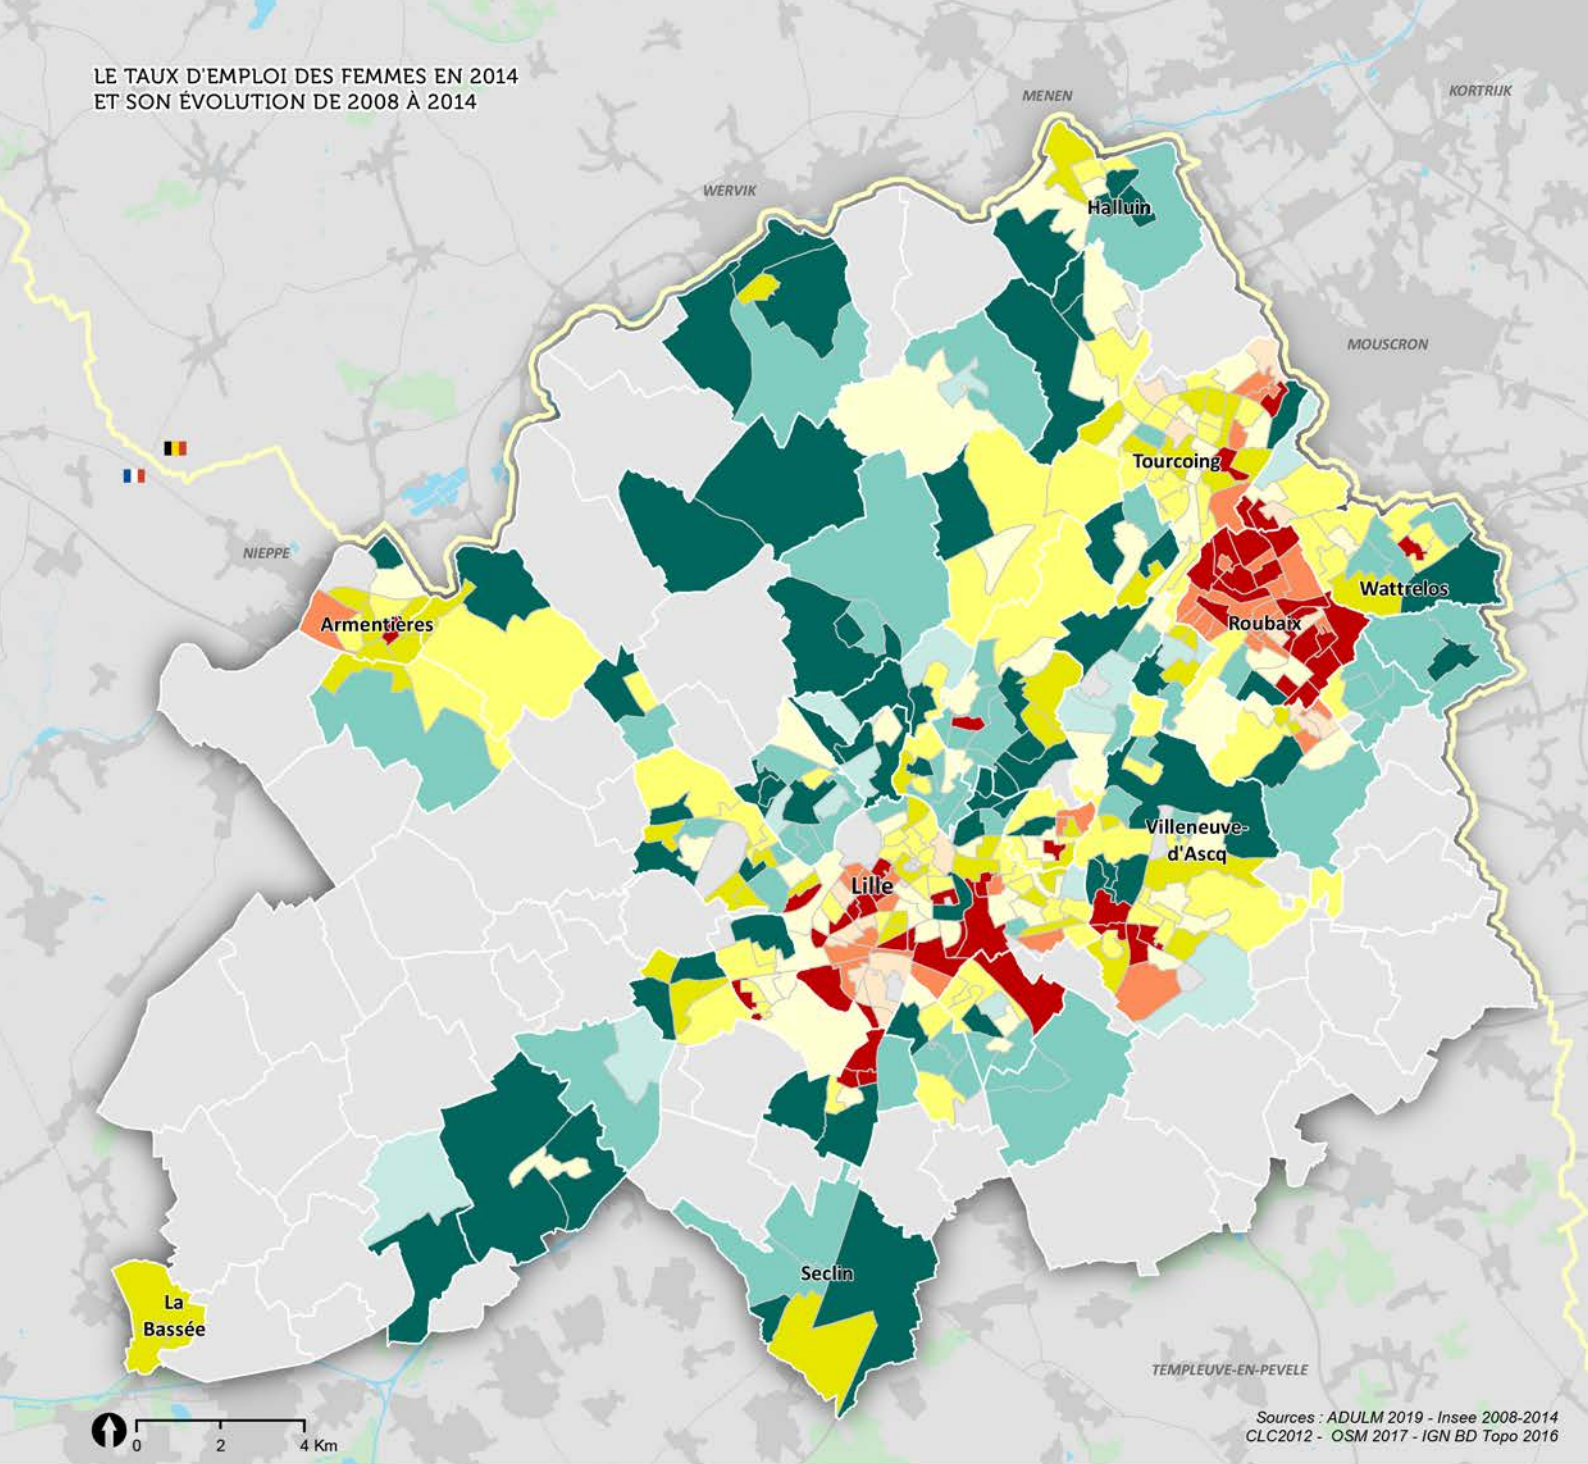 LE TAUX D'EMPLOI DES FEMMES EN 2014
ET SON ÉVOLUTION DE 2008 À 2014
MENEN
KORTRIJK
WERVIK
Halluin
MOUSCRON
Tourcoing
NIEPPE
Wattrelos
Armentières
Roubaix
Villeneuve-
d'Ascq
Lille
Seclin
La
Bassée
TEMPLEUVE-EN-PEVELE
Sources : ADULM 2019 - Insee 2008-2014
CLC2012 - OSM 2017 - IGN BD Topo 2016
0 2 4 Km